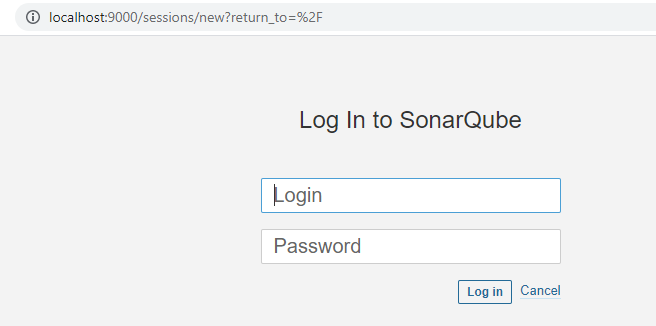 localhost:9000/sessions/new?return_to=%2F
Log In to SonarQube
Login
Password
Log in Cancel